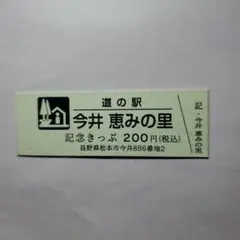 道の駅
今井 恵みの里
記念きっぷ 200円(税込)
長野県松本市今井886番地2
記・今井 恵みの里